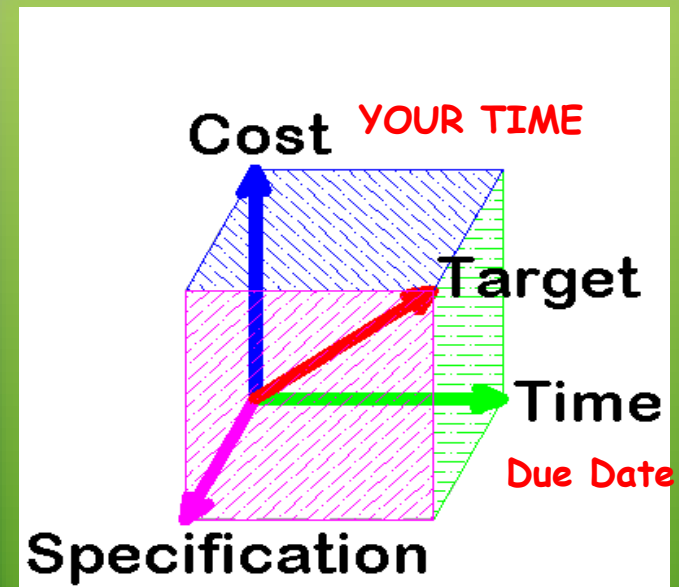 Cost YOUR TIME
Target
Time
Due Date
Specification